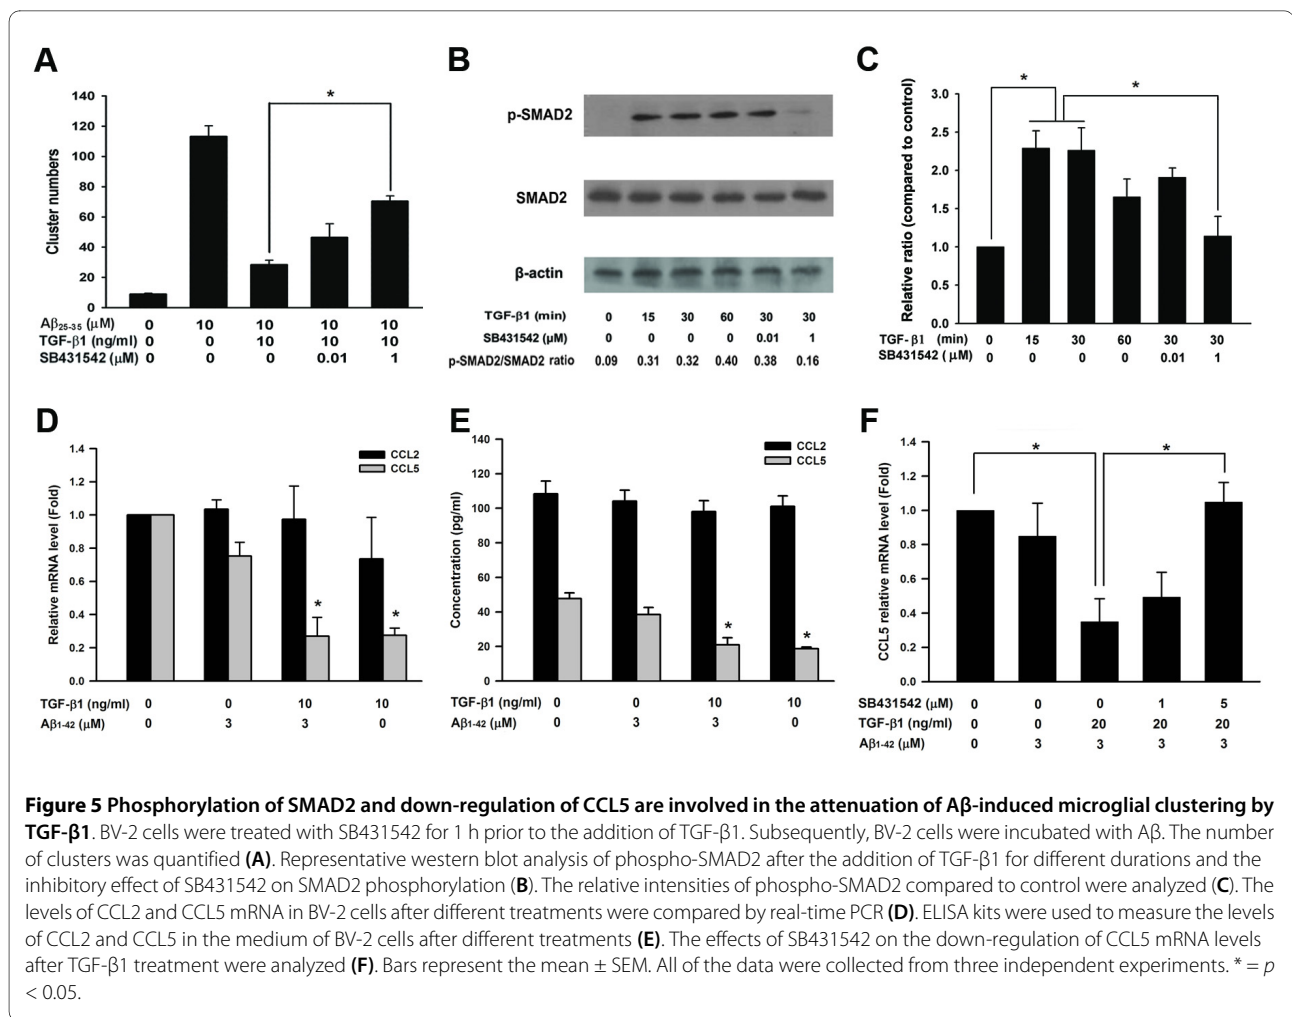 A
Cluster numbers
140
120
100
80
60
40
20
0
*
Aβ25-35 (μM) 0 10 10 10 10
TGF-β1 (ng/ml) 0 0 10 10 10
SB431542 (μM) 0 0 0 0.01 1
B
p-SMAD2
SMAD2
β-actin
TGF-β1 (min) 0 15 30 60 30 30
SB431542 (μM) 0 0 0 0 0.01 1
p-SMAD2/SMAD2 ratio 0.09 0.31 0.32 0.40 0.38 0.16
C
Relative ratio (compared to control)
3.0
2.5
2.0
1.5
1.0
0.5
0.0
* *
TGF-β1 (min) 0 15 30 60 30 30
SB431542 (μM) 0 0 0 0 0.01 1
D
Relative mRNA level (Fold)
1.4
1.2
1.0
0.8
0.6
0.4
0.2
0.0
CCL2
CCL5
* *
TGF-β1 (ng/ml) 0 0 10 10
Aβ1-42 (μM) 0 3 3 0
E
Concentration (pg/ml)
140
120
100
80
60
40
20
0
CCL2
CCL5
* *
TGF-β1 (ng/ml) 0 0 10 10
Aβ1-42 (μM) 0 3 3 0
F
CCL5 relative mRNA level (Fold)
1.4
1.2
1.0
0.8
0.6
0.4
0.2
0.0
* *
SB431542 (μM) 0 0 0 1 5
TGF-β1 (ng/ml) 0 0 20 20 20
Aβ1-42 (μM) 0 3 3 3 3
Figure 5 Phosphorylation of SMAD2 and down-regulation of CCL5 are involved in the attenuation of Aβ-induced microglial clustering by
TGF-β1. BV-2 cells were treated with SB431542 for 1 h prior to the addition of TGF-β1. Subsequently, BV-2 cells were incubated with Aβ. The number
of clusters was quantified (A). Representative western blot analysis of phospho-SMAD2 after the addition of TGF-β1 for different durations and the
inhibitory effect of SB431542 on SMAD2 phosphorylation (B). The relative intensities of phospho-SMAD2 compared to control were analyzed (C). The
levels of CCL2 and CCL5 mRNA in BV-2 cells after different treatments were compared by real-time PCR (D). ELISA kits were used to measure the levels
of CCL2 and CCL5 in the medium of BV-2 cells after different treatments (E). The effects of SB431542 on the down-regulation of CCL5 mRNA levels
after TGF-β1 treatment were analyzed (F). Bars represent the mean ± SEM. All of the data were collected from three independent experiments. * = p
< 0.05.